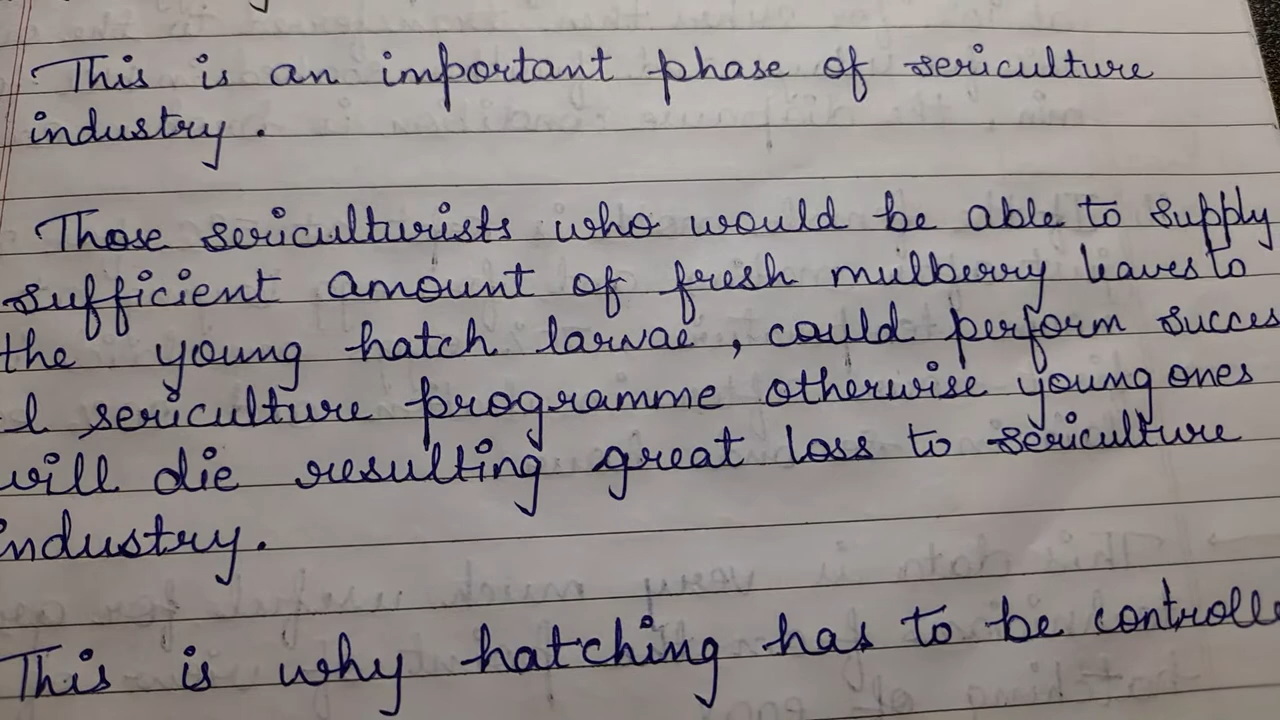 This is an important phase of sericulture
industry.
Those sericulturists who would be able to supply
sufficient amount of fresh mulberry leaves to
the young hatch larvae, could perform succes
l sericulture programme otherwise young ones
will die resulting great loss to sericulture
industry.
This is why hatching has to be controlle